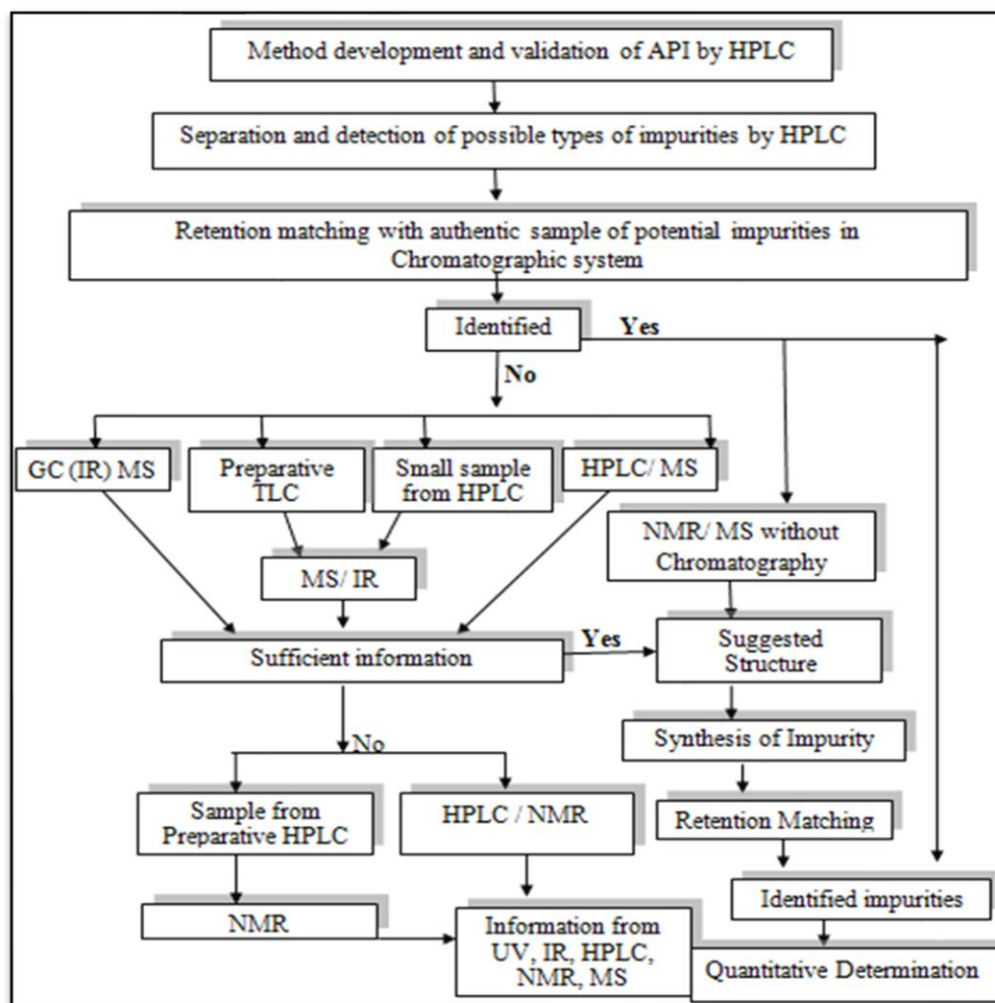 Method development and validation of API by HPLC
Separation and detection of possible types of impurities by HPLC
Retention matching with authentic sample of potential impurities in
Chromatographic system
Identified
Yes
No
GC (IR) MS
Preparative
TLC
Small sample
from HPLC
HPLC/ MS
NMR/ MS without
Chromatography
MS/ IR
Sufficient information
Yes
Suggested
Structure
No
Synthesis of Impurity
Sample from
Preparative HPLC
HPLC / NMR
Retention Matching
Identified impurities
NMR
Information from
UV, IR, HPLC,
NMR, MS
Quantitative Determination